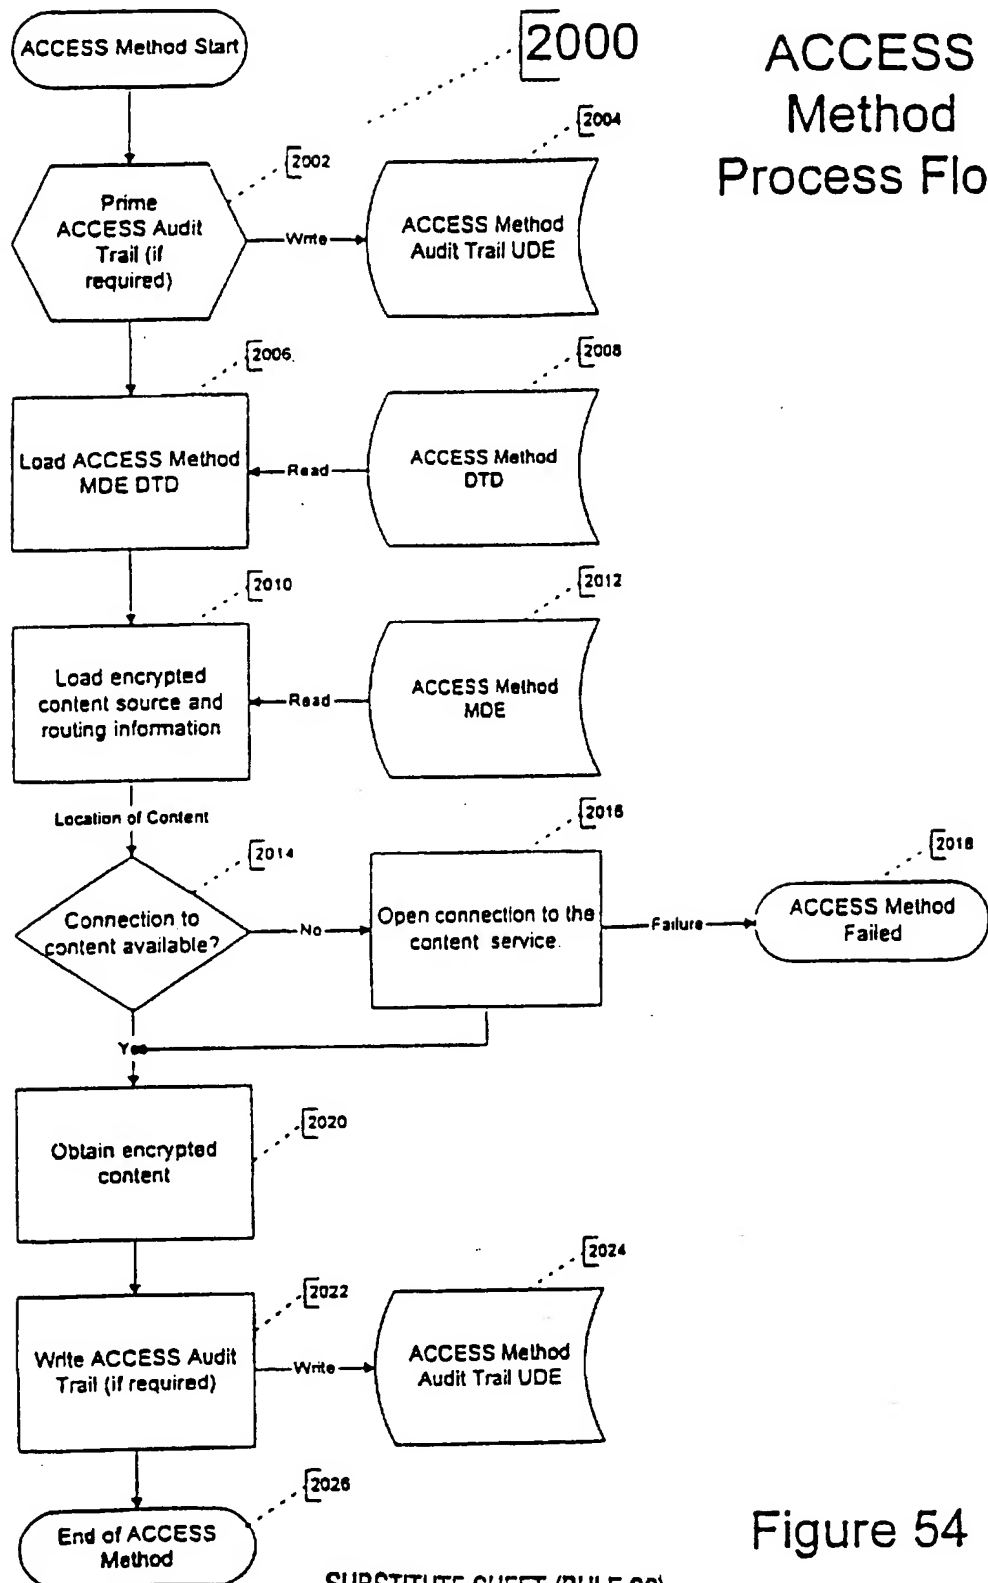 ACCESS Method Start
2000
ACCESS
Method
Process Flo
2002
2004
Prime
ACCESS Audit
Trail (if
required)
Write
ACCESS Method
Audit Trail UDE
2006
2008
Load ACCESS Method
MDE DTD
Read
ACCESS Method
DTD
2010
2012
Load encrypted
content source and
routing information
Read
ACCESS Method
MDE
Location of Content
2014
2016
2018
Connection to
content available?
No
Open connection to the
content service.
Failure
ACCESS Method
Failed
Y
2020
Obtain encrypted
content
2022
2024
Write ACCESS Audit
Trail (if required)
Write
ACCESS Method
Audit Trail UDE
2026
End of ACCESS
Method
Figure 54
SUBSTITUTE SHEET (RULE